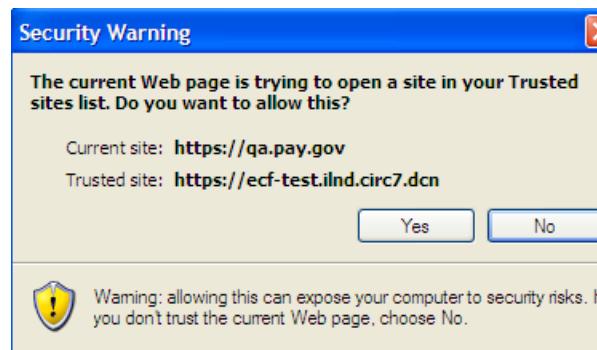 Security Warning
The current Web page is trying to open a site in your Trusted
sites list. Do you want to allow this?
Current site: https://qa.pay.gov
Trusted site: https://ecf-test.ilnd.circ7.dcn
Yes No
Warning: allowing this can expose your computer to security risks.
you don't trust the current Web page, choose No.